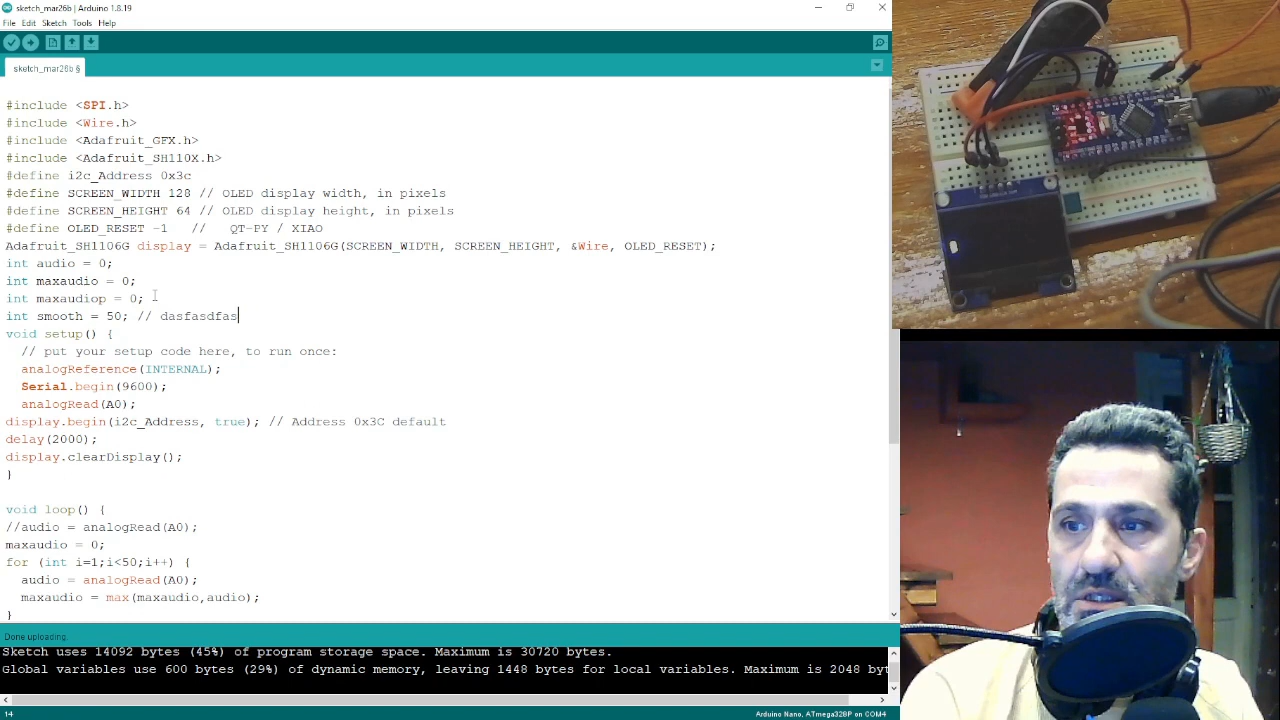 sketch_mar26b | Arduino 1.8.19
File Edit Sketch Tools Help
sketch_mar26b §
#include <SPI.h>
#include <Wire.h>
#include <Adafruit_GFX.h>
#include <Adafruit_SH110X.h>
#define i2c_Address 0x3c
#define SCREEN_WIDTH 128 // OLED display width, in pixels
#define SCREEN_HEIGHT 64 // OLED display height, in pixels
#define OLED_RESET -1   //   QT-PY / XIAO
Adafruit_SH1106G display = Adafruit_SH1106G(SCREEN_WIDTH, SCREEN_HEIGHT, &Wire, OLED_RESET);
int audio = 0;
int maxaudio = 0;
int maxaudiop = 0;
int smooth = 50; // dasfasdfas
void setup() {
  // put your setup code here, to run once:
  analogReference(INTERNAL);
  Serial.begin(9600);
  analogRead(A0);
display.begin(i2c_Address, true); // Address 0x3C default
delay(2000);
display.clearDisplay();
}
void loop() {
//audio = analogRead(A0);
maxaudio = 0;
for (int i=1;i<50;i++) {
  audio = analogRead(A0);
  maxaudio = max(maxaudio,audio);
}
Done uploading.
Sketch uses 14092 bytes (45%) of program storage space. Maximum is 30720 bytes.
Global variables use 600 bytes (29%) of dynamic memory, leaving 1448 bytes for local variables. Maximum is 2048 byt
14
Arduino Nano, ATmega328P on COM4